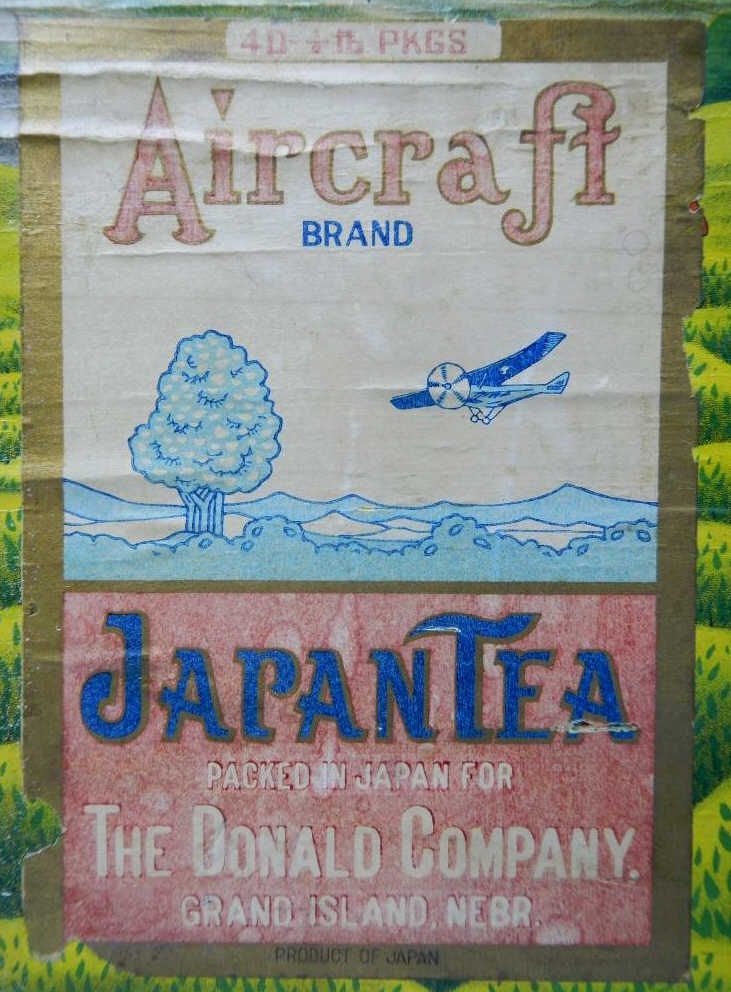 40-½ lb PKGS
Aircraft
BRAND
JAPAN TEA
PACKED IN JAPAN FOR
THE DONALD COMPANY.
GRAND ISLAND, NEBR.
PRODUCT OF JAPAN